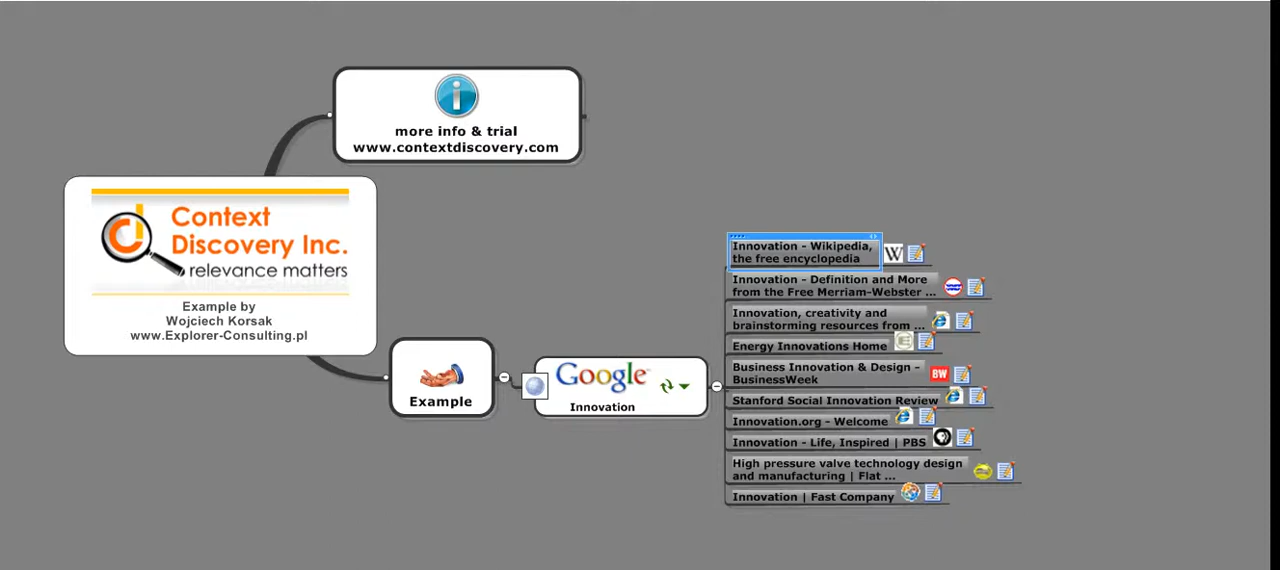 more info & trial
www.contextdiscovery.com
Context
Discovery Inc.
relevance matters
Example by
Wojciech Korsak
www.Explorer-Consulting.pl
Example
Google
Innovation
Innovation - Wikipedia,
the free encyclopedia
W
Innovation - Definition and More
from the Free Merriam-Webster ...
Innovation, creativity and
brainstorming resources from ...
Energy Innovations Home
Business Innovation & Design -
BusinessWeek
BW
Stanford Social Innovation Review
Innovation.org - Welcome
Innovation - Life, Inspired | PBS
High pressure valve technology design
and manufacturing | Flat ...
Innovation | Fast Company